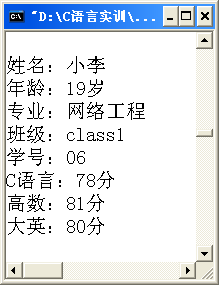 "D:\C语言实训\...
姓名：小李
年龄：19岁
专业：网络工程
班级：class1
学号：06
C语言：78分
高数：81分
大英：80分